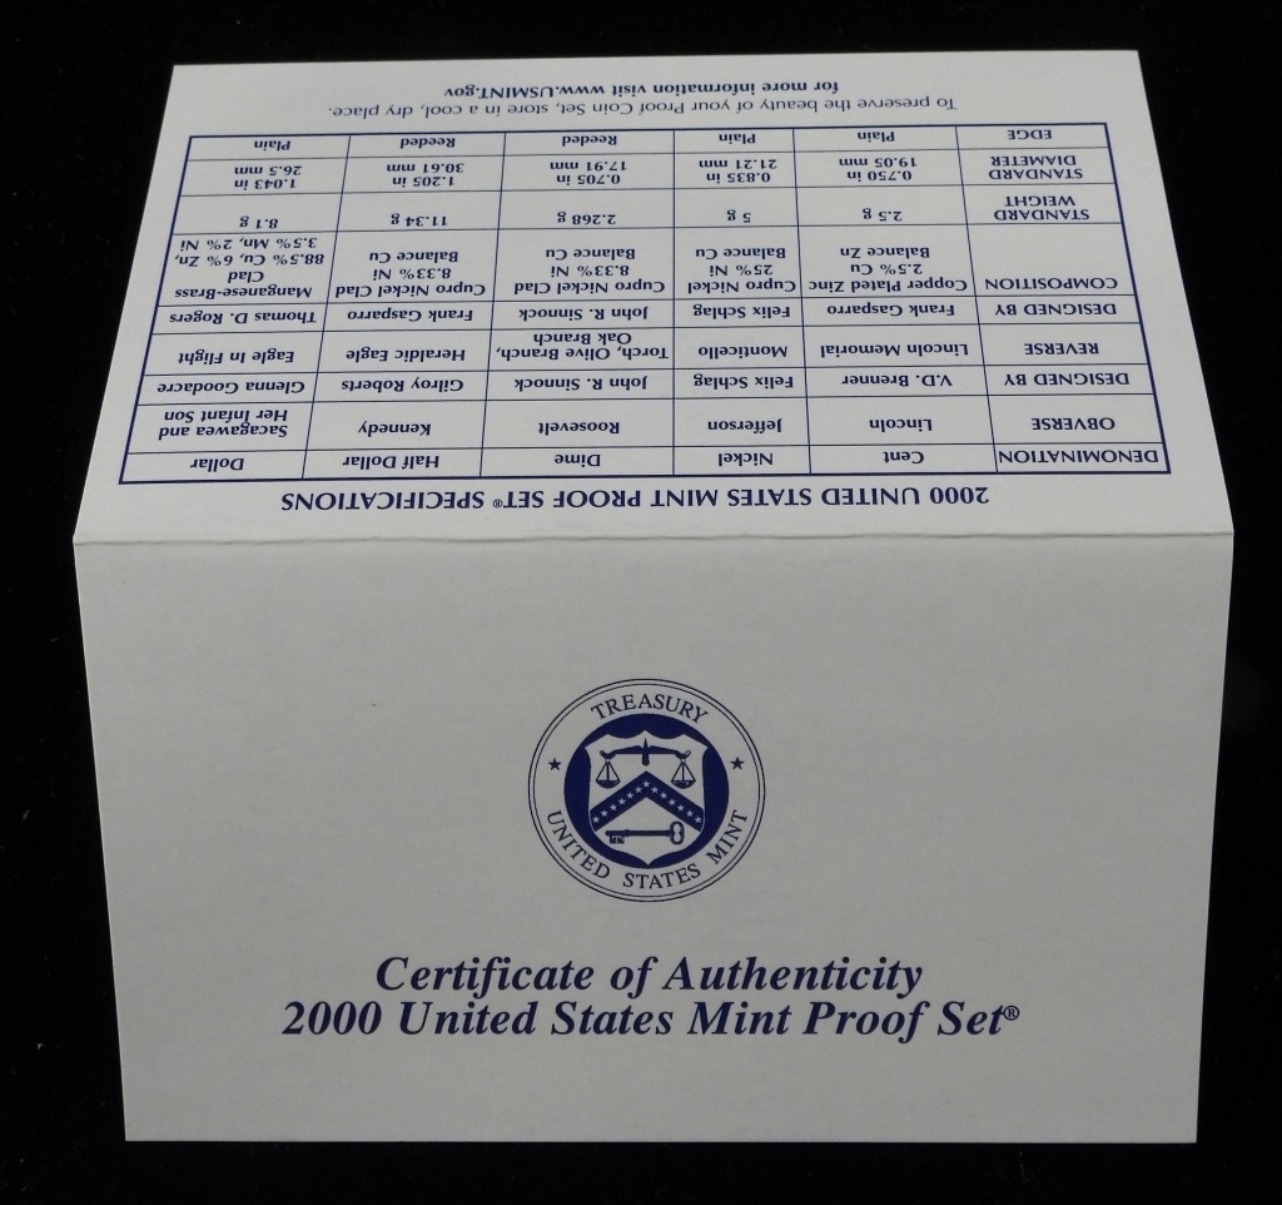 2000 UNITED STATES MINT PROOF SET® SPECIFICATIONS
DENOMINATION Cent Nickel Dime Half Dollar Dollar
OBVERSE Lincoln Jefferson Roosevelt Kennedy Sacagawea and
Her Infant Son
DESIGNED BY V.D. Brenner Felix Schlag John R. Sinnock Gilroy Roberts Glenna Goodacre
REVERSE Lincoln Memorial Monticello Torch, Olive Branch, Heraldic Eagle Eagle In Flight
Oak Branch
DESIGNED BY Frank Gasparro Felix Schlag John R. Sinnock Frank Gasparro Thomas D. Rogers
COMPOSITION Copper Plated Zinc Cupro Nickel Cupro Nickel Clad Cupro Nickel Clad Manganese-Brass
2.5% Cu 25% Ni 8.33% Ni 8.33% Ni Clad
Balance Zn Balance Cu Balance Cu Balance Cu 88.5% Cu, 6% Zn,
3.5% Mn, 2% Ni
STANDARD WEIGHT 2.5 g 5 g 2.268 g 11.34 g 8.1 g
STANDARD 0.750 in 0.835 in 0.705 in 1.205 in 1.043 in
DIAMETER 19.05 mm 21.21 mm 17.91 mm 30.61 mm 26.5 mm
EDGE Plain Plain Reeded Reeded Plain
To preserve the beauty of your Proof Coin Set, store in a cool, dry place.
for more information visit www.USMINT.gov
TREASURY
UNITED STATES MINT
Certificate of Authenticity
2000 United States Mint Proof Set®